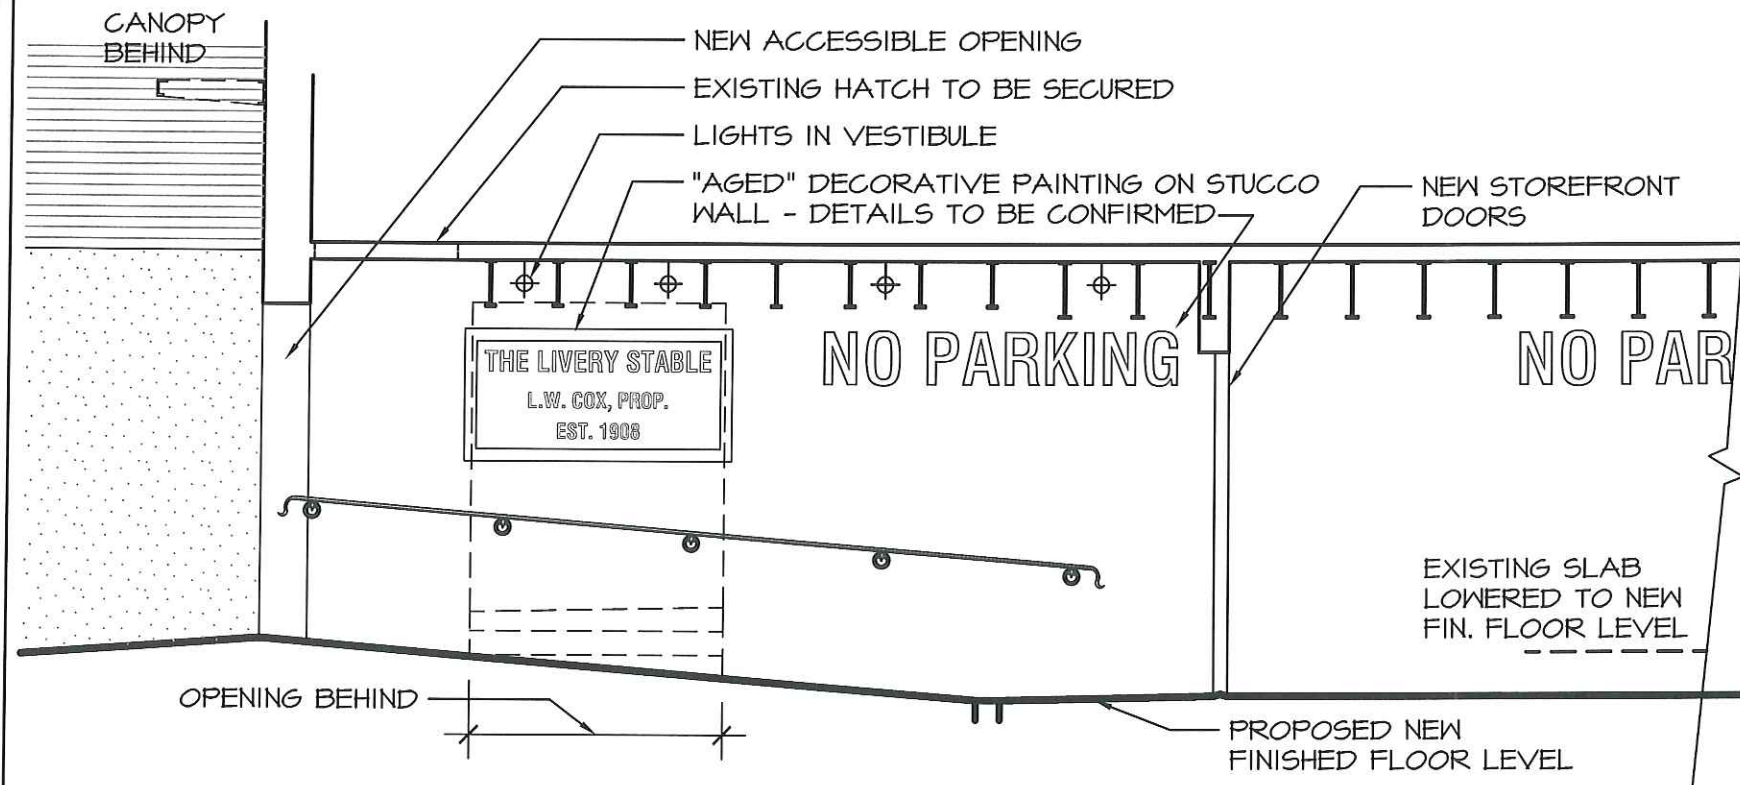 CANOPY
BEHIND
NEW ACCESSIBLE OPENING
EXISTING HATCH TO BE SECURED
LIGHTS IN VESTIBULE
"AGED" DECORATIVE PAINTING ON STUCCO
WALL - DETAILS TO BE CONFIRMED
NEW STOREFRONT
DOORS
THE LIVERY STABLE
L.W. COX, PROP.
EST. 1908
NO PARKING
NO PAR
EXISTING SLAB
LOWERED TO NEW
FIN. FLOOR LEVEL
OPENING BEHIND
PROPOSED NEW
FINISHED FLOOR LEVEL